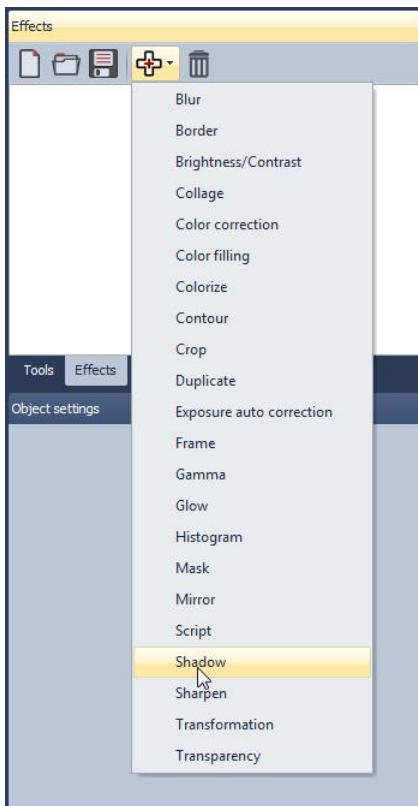 Effects
Blur
Border
Brightness/Contrast
Collage
Color correction
Color filling
Colorize
Contour
Crop
Duplicate
Exposure auto correction
Frame
Gamma
Glow
Histogram
Mask
Mirror
Script
Shadow
Sharpen
Transformation
Transparency
Tools Effects
Object settings